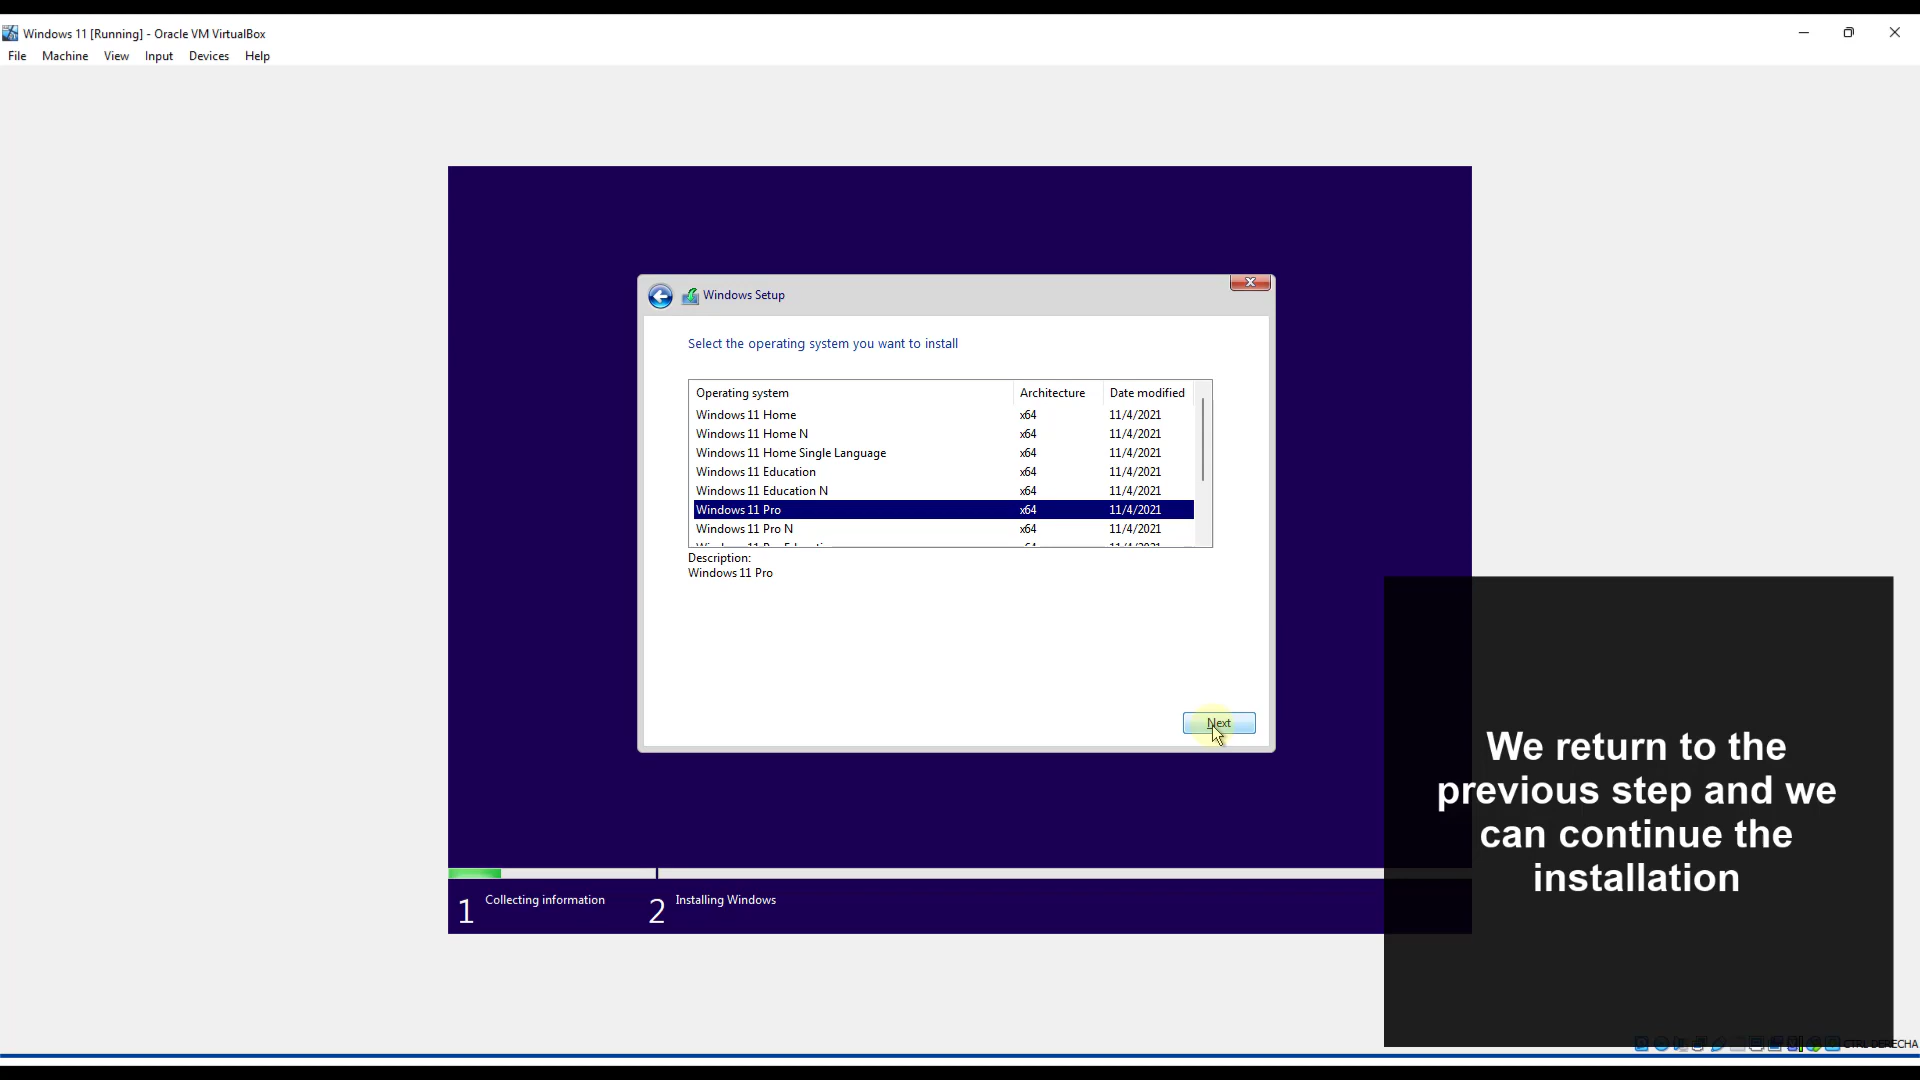 Windows 11 [Running] - Oracle VM VirtualBox
File Machine View Input Devices Help
Windows Setup
Select the operating system you want to install
Operating system Architecture Date modified
Windows 11 Home x64 11/4/2021
Windows 11 Home N x64 11/4/2021
Windows 11 Home Single Language x64 11/4/2021
Windows 11 Education x64 11/4/2021
Windows 11 Education N x64 11/4/2021
Windows 11 Pro x64 11/4/2021
Windows 11 Pro N x64 11/4/2021
Description:
Windows 11 Pro
Next
We return to the
previous step and we
can continue the
installation
1 Collecting information 2 Installing Windows
CTRL DERECHA